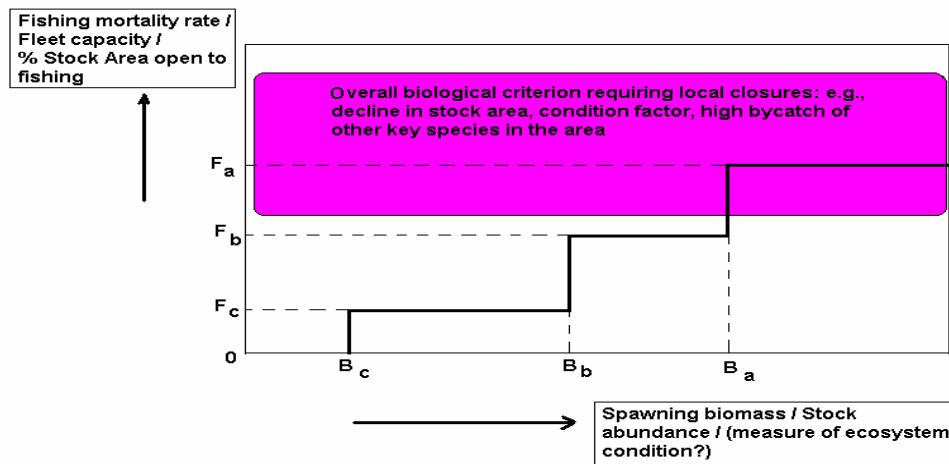 Fishing mortality rate /
Fleet capacity /
% Stock Area open to
fishing
Overall biological criterion requiring local closures: e.g.,
decline in stock area, condition factor, high bycatch of
other key species in the area
F a
F b
F c
0
B c
B b
B a
Spawning biomass / Stock
abundance / (measure of ecosystem
condition?)